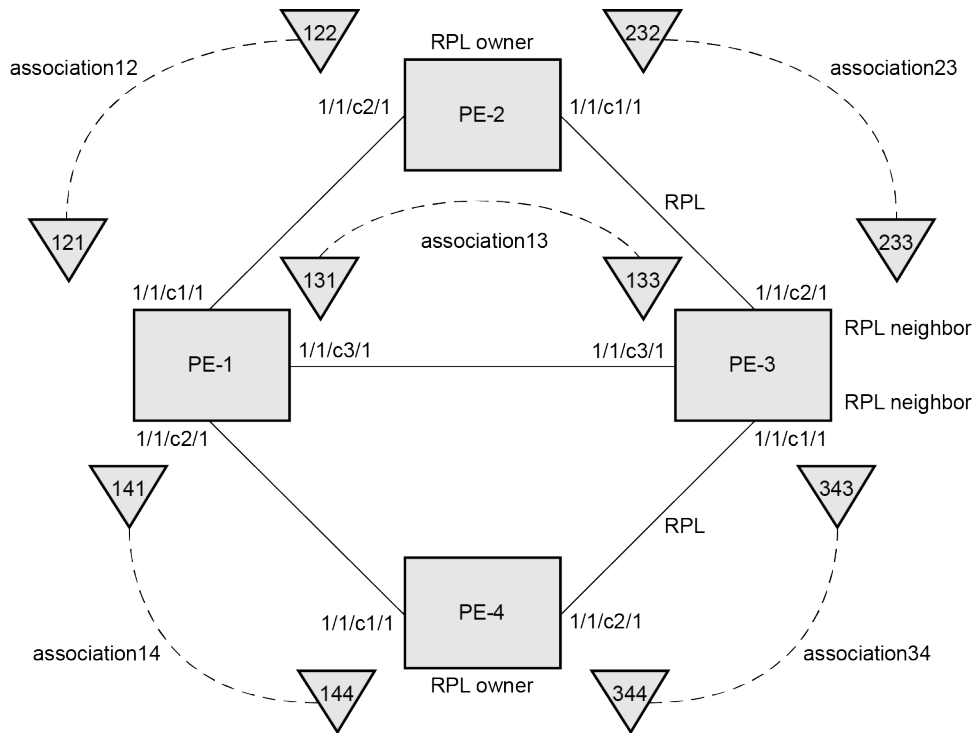 122
RPL owner
232
association12
association23
1/1/c2/1
PE-2
1/1/c1/1
RPL
121
association13
233
131
133
1/1/c1/1
1/1/c2/1
RPL neighbor
PE-1
1/1/c3/1
1/1/c3/1
PE-3
RPL neighbor
1/1/c2/1
1/1/c1/1
141
343
RPL
PE-4
1/1/c1/1
1/1/c2/1
association14
association34
RPL owner
144
344